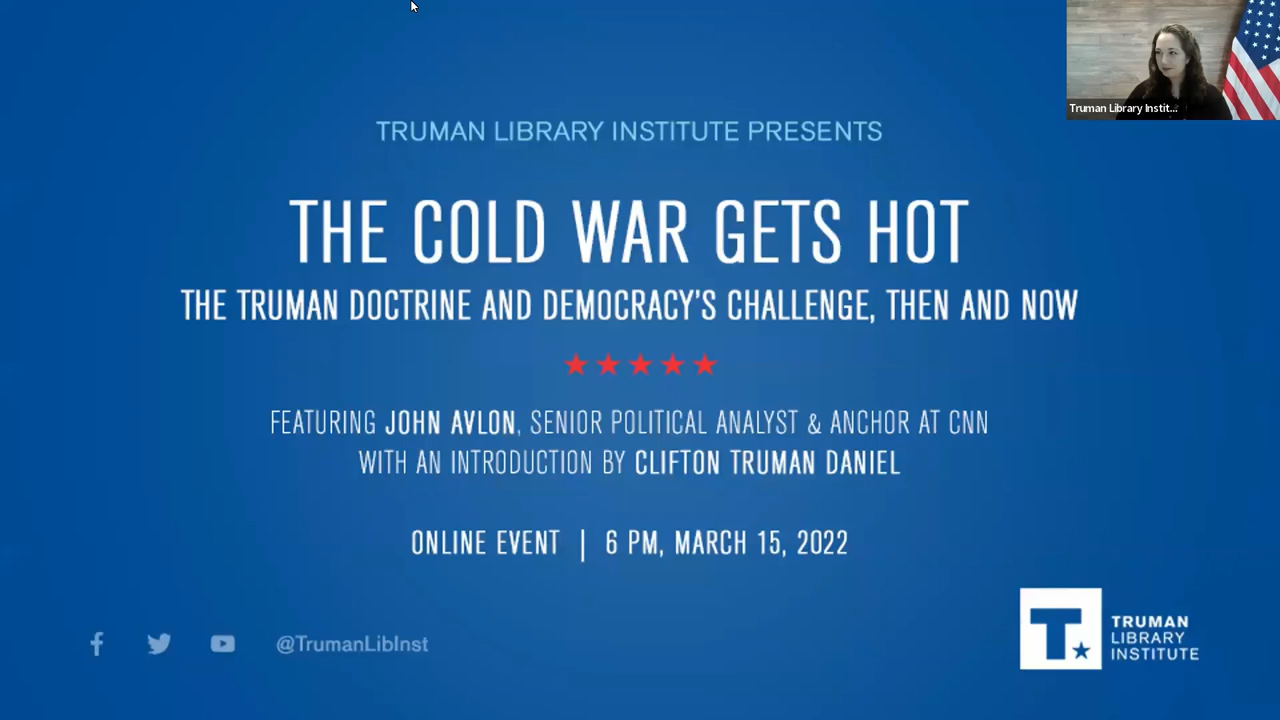 Truman Library Instit...
TRUMAN LIBRARY INSTITUTE PRESENTS
THE COLD WAR GETS HOT
THE TRUMAN DOCTRINE AND DEMOCRACY'S CHALLENGE, THEN AND NOW
FEATURING JOHN AVLON, SENIOR POLITICAL ANALYST & ANCHOR AT CNN
WITH AN INTRODUCTION BY CLIFTON TRUMAN DANIEL
ONLINE EVENT | 6 PM, MARCH 15, 2022
@TrumanLibInst
T
TRUMAN
LIBRARY
INSTITUTE